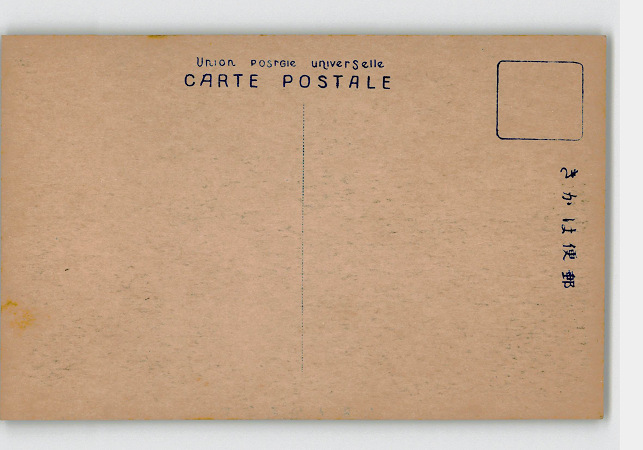 Union postale universelle
CARTE POSTALE
きかは便郵